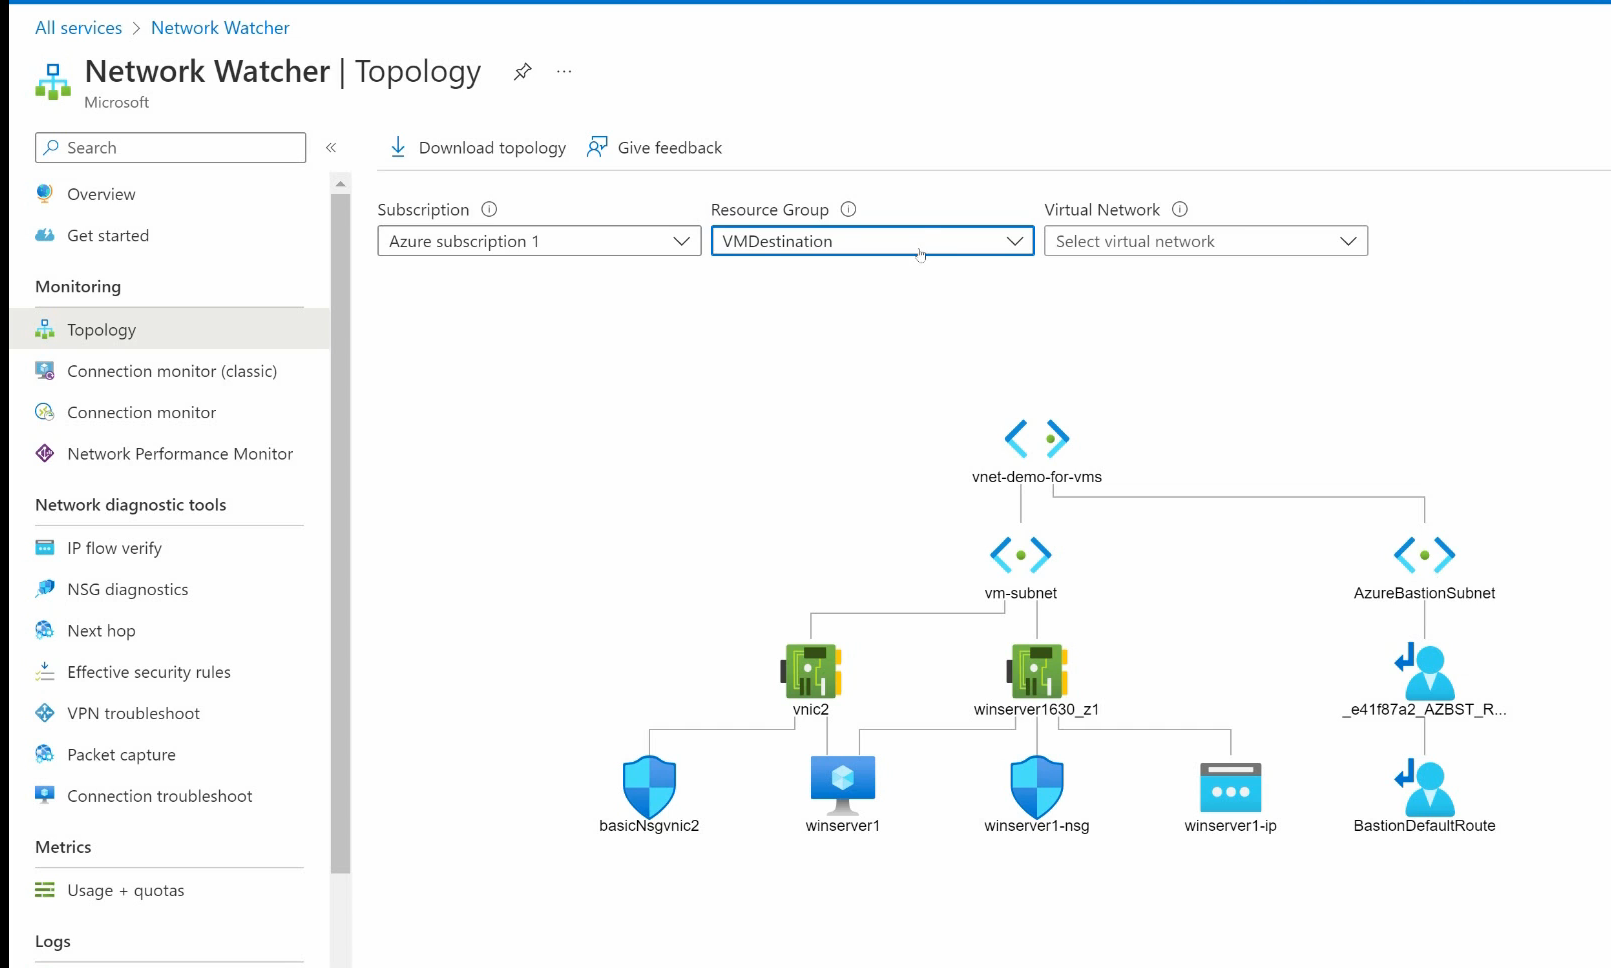 All services > Network Watcher
Network Watcher | Topology ...
Microsoft
Search
«
Overview
Get started
Monitoring
Topology
Connection monitor (classic)
Connection monitor
Network Performance Monitor
Network diagnostic tools
IP flow verify
NSG diagnostics
Next hop
Effective security rules
VPN troubleshoot
Packet capture
Connection troubleshoot
Metrics
Usage + quotas
Logs
Download topology Give feedback
Subscription Resource Group Virtual Network
Azure subscription 1 VMDestination Select virtual network
vnet-demo-for-vms
vm-subnet AzureBastionSubnet
vnic2 winserver1630_z1 _e41f87a2_AZBST_R...
basicNsgvnic2 winserver1 winserver1-nsg winserver1-ip BastionDefaultRoute